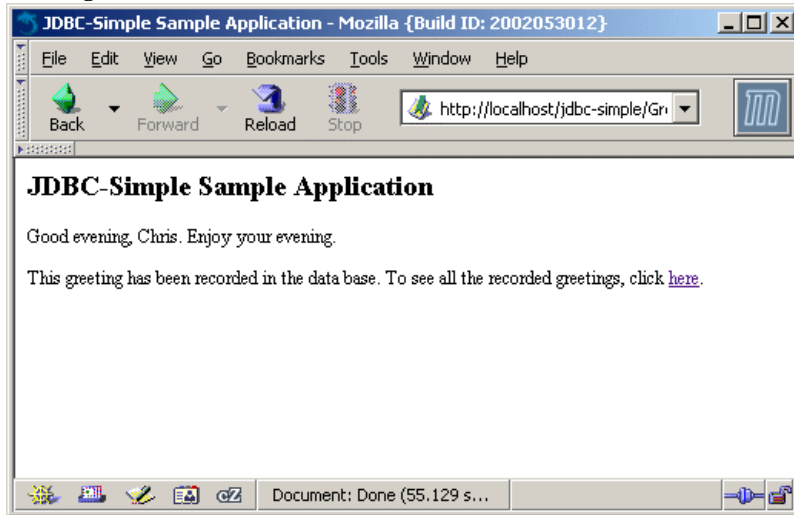 JDBC-Simple Sample Application - Mozilla {Build ID: 2002053012}
File Edit View Go Bookmarks Tools Window Help
Back Forward Reload Stop http://localhost/jdbc-simple/Gr
JDBC-Simple Sample Application
Good evening, Chris. Enjoy your evening.
This greeting has been recorded in the data base. To see all the recorded greetings, click here.
Document: Done (55.129 s...